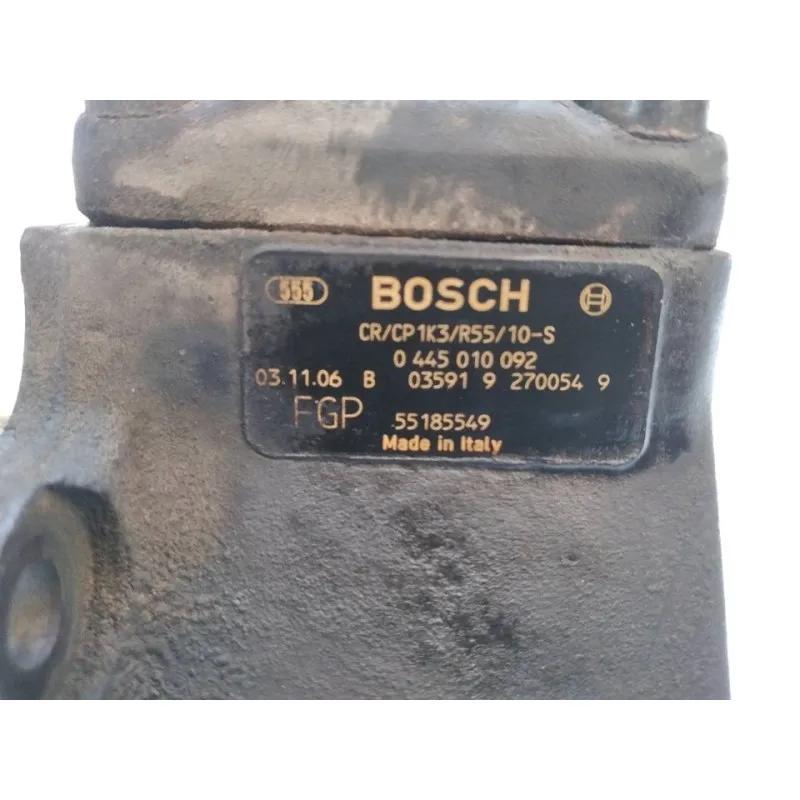 555 BOSCH
CR/CP1K3/R55/10-S
0 445 010 092
03.11.06 B 03591 9 270054 9
FGP 55185549
Made in Italy